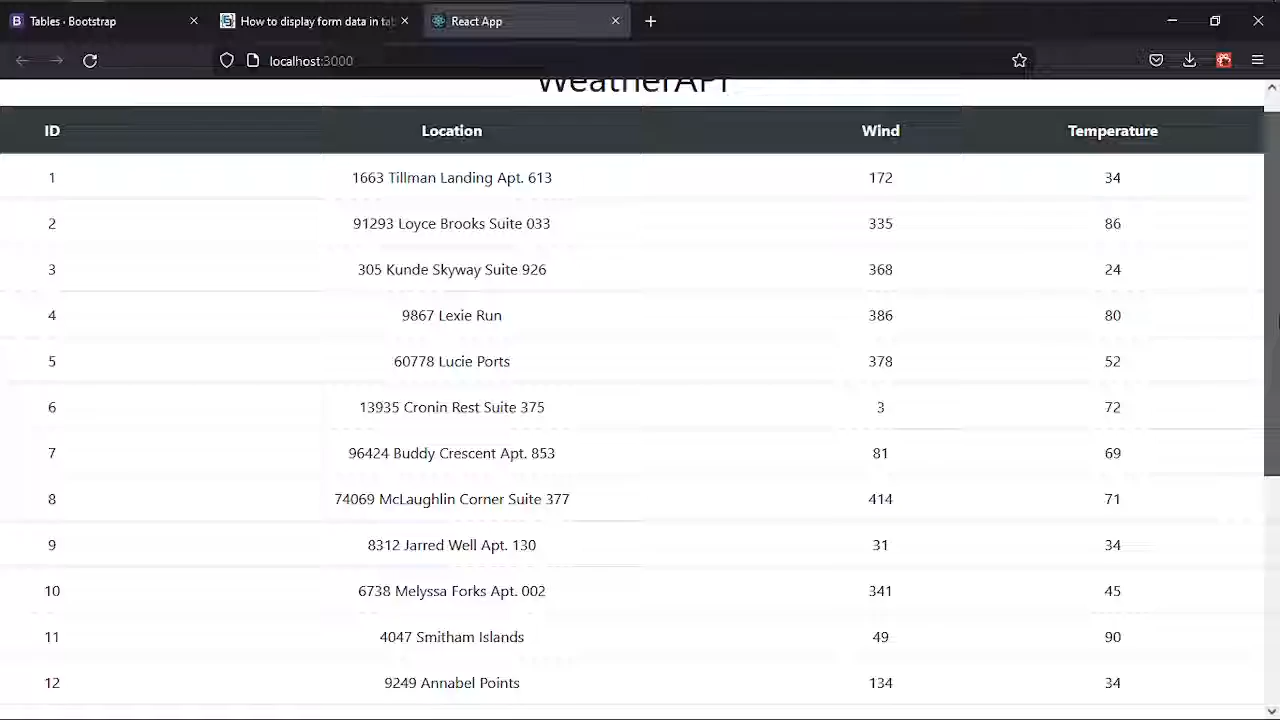 Tables · Bootstrap
How to display form data in tab
React App
localhost:3000
WeatherAPI
ID Location Wind Temperature
1 1663 Tillman Landing Apt. 613 172 34
2 91293 Loyce Brooks Suite 033 335 86
3 305 Kunde Skyway Suite 926 368 24
4 9867 Lexie Run 386 80
5 60778 Lucie Ports 378 52
6 13935 Cronin Rest Suite 375 3 72
7 96424 Buddy Crescent Apt. 853 81 69
8 74069 McLaughlin Corner Suite 377 414 71
9 8312 Jarred Well Apt. 130 31 34
10 6738 Melyssa Forks Apt. 002 341 45
11 4047 Smitham Islands 49 90
12 9249 Annabel Points 134 34